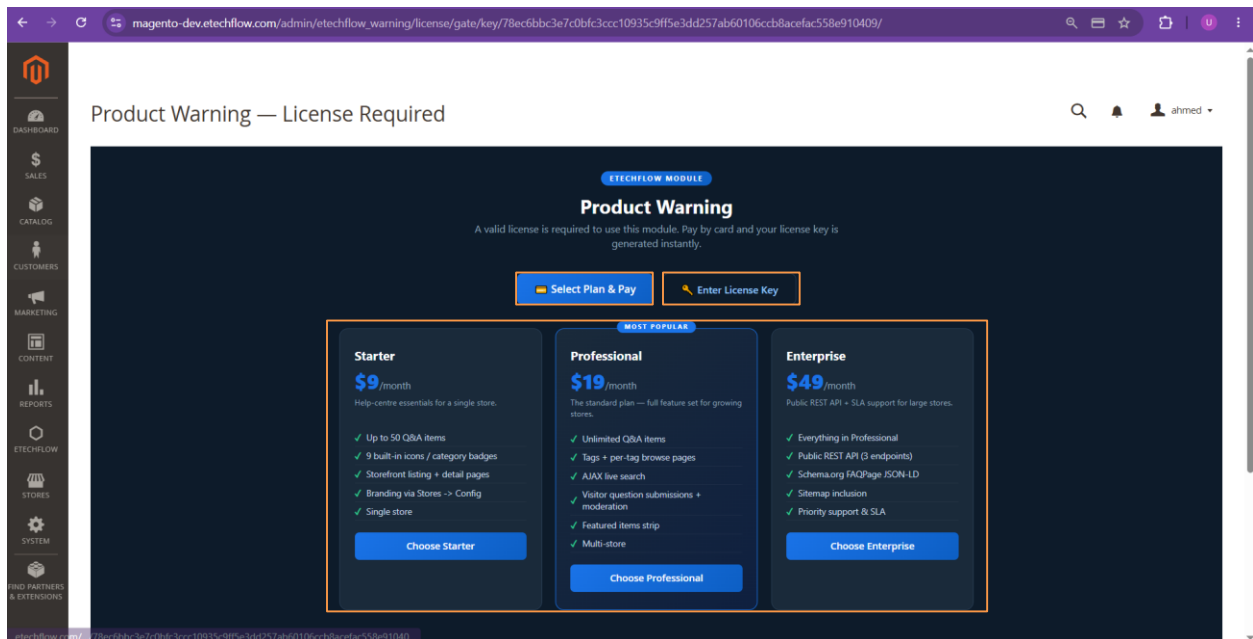 magento-dev.etechflow.com/admin/etechflow_warning/license/gate/key/78ec6bbc3e7c0bfc3ccc10935c9ff5e3dd257ab60106ccb8acefac558e910409/
U
DASHBOARD
SALES
CATALOG
CUSTOMERS
MARKETING
CONTENT
REPORTS
ETECHFLOW
STORES
SYSTEM
FIND PARTNERS
& EXTENSIONS
Product Warning — License Required
ahmed
ETECHFLOW MODULE
Product Warning
A valid license is required to use this module. Pay by card and your license key is
generated instantly.
Select Plan & Pay
Enter License Key
Starter
$9/month
Help-centre essentials for a single store.
Up to 50 Q&A items
9 built-in icons / category badges
Storefront listing + detail pages
Branding via Stores -> Config
Single store
Choose Starter
MOST POPULAR
Professional
$19/month
The standard plan — full feature set for growing
stores.
Unlimited Q&A items
Tags + per-tag browse pages
AJAX live search
Visitor question submissions +
moderation
Featured items strip
Multi-store
Choose Professional
Enterprise
$49/month
Public REST API + SLA support for large stores.
Everything in Professional
Public REST API (3 endpoints)
Schema.org FAQPage JSON-LD
Sitemap inclusion
Priority support & SLA
Choose Enterprise